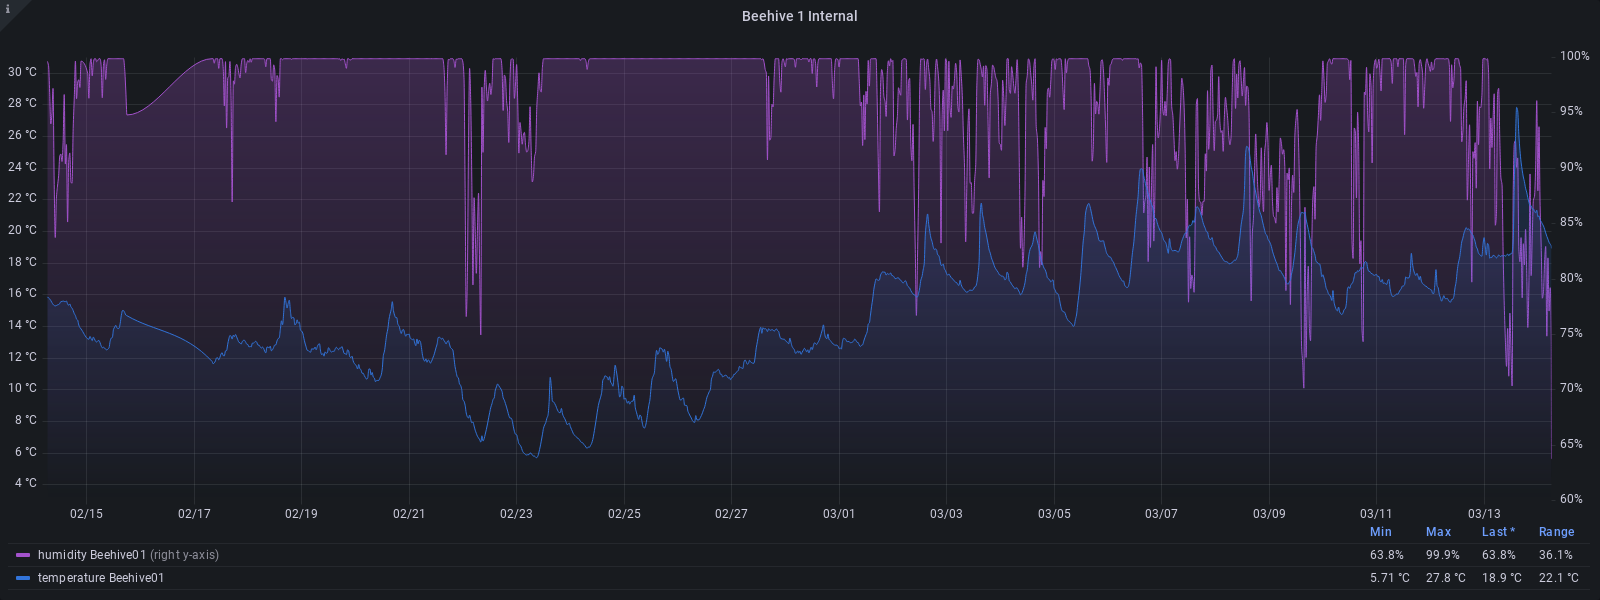 i
Beehive 1 Internal
30 °C
28 °C
26 °C
24 °C
22 °C
20 °C
18 °C
16 °C
14 °C
12 °C
10 °C
8 °C
6 °C
4 °C
100%
95%
90%
85%
80%
75%
70%
65%
60%
02/15 02/17 02/19 02/21 02/23 02/25 02/27 03/01 03/03 03/05 03/07 03/09 03/11 03/13
Min Max Last * Range
humidity Beehive01 (right y-axis) 63.8% 99.9% 63.8% 36.1%
temperature Beehive01 5.71 °C 27.8 °C 18.9 °C 22.1 °C